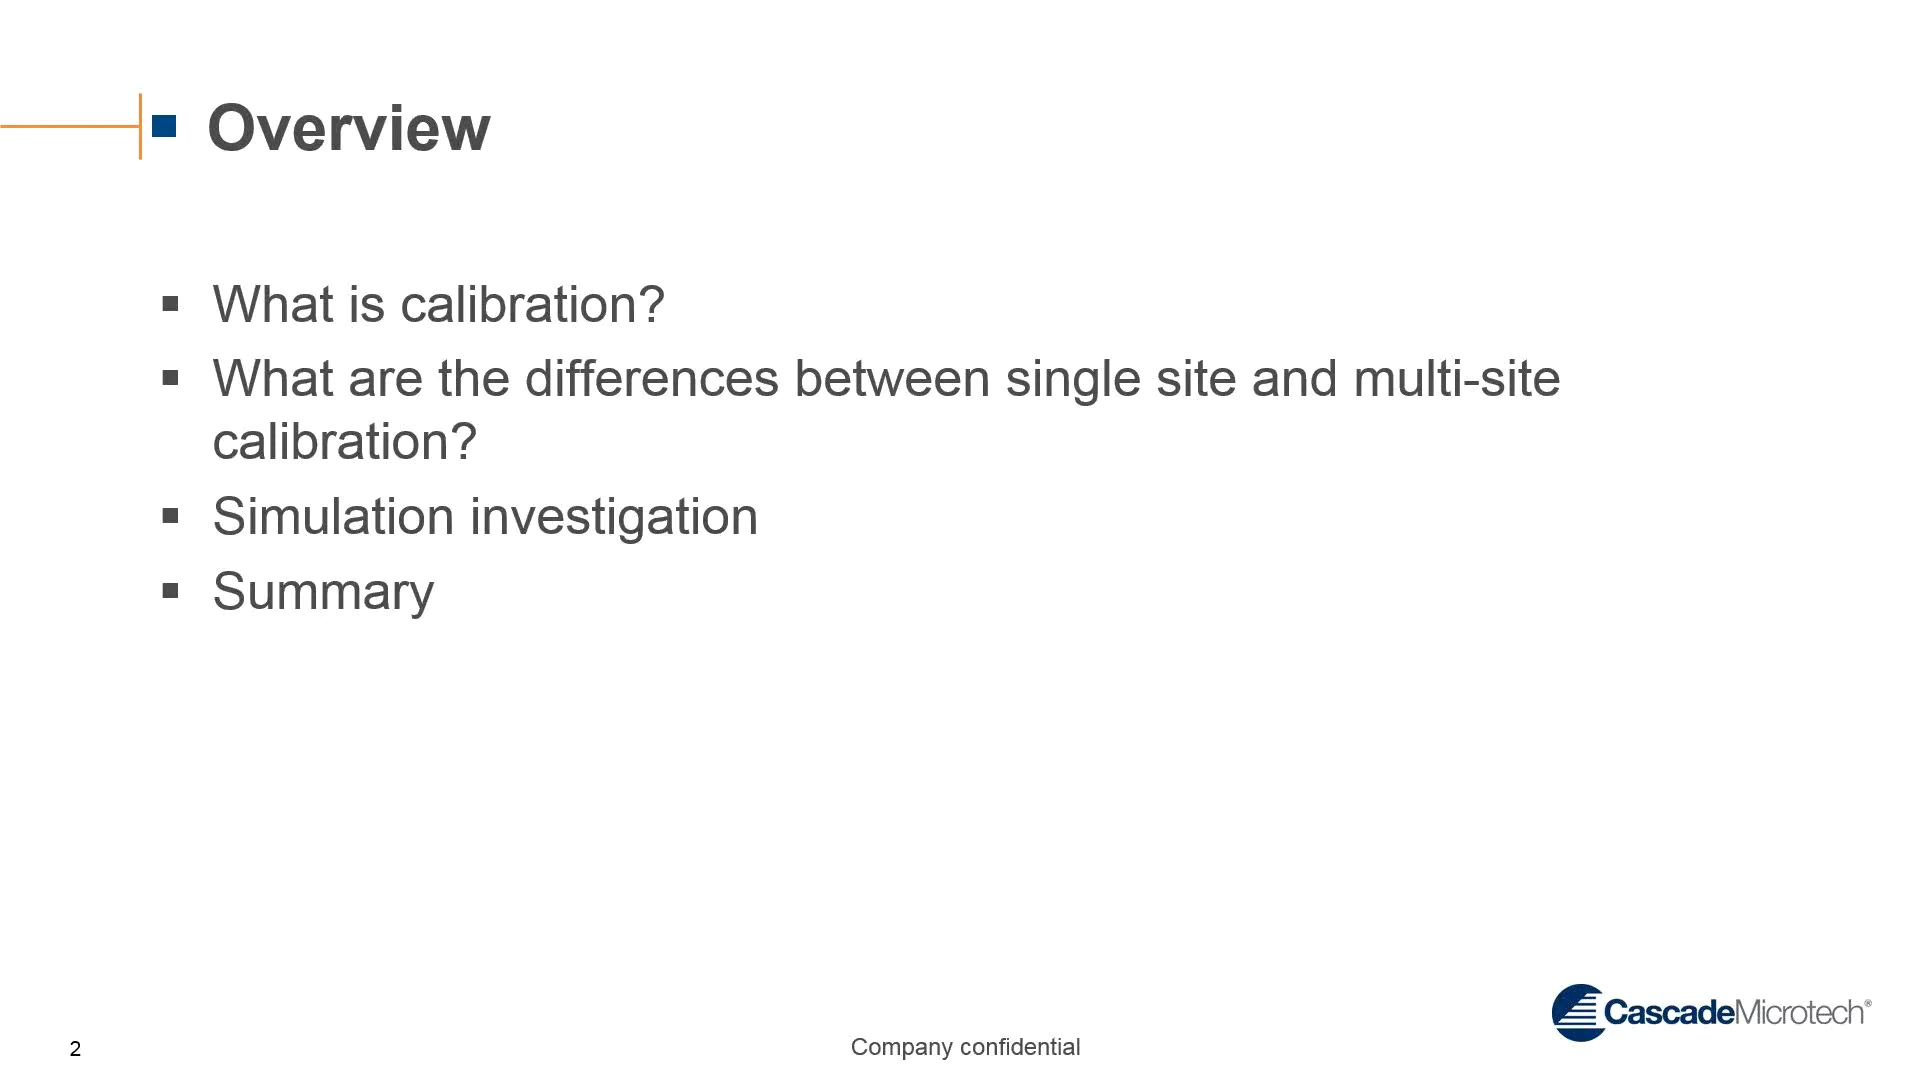 Overview
What is calibration?
What are the differences between single site and multi-site
calibration?
Simulation investigation
Summary
CascadeMicrotech®
2
Company confidential